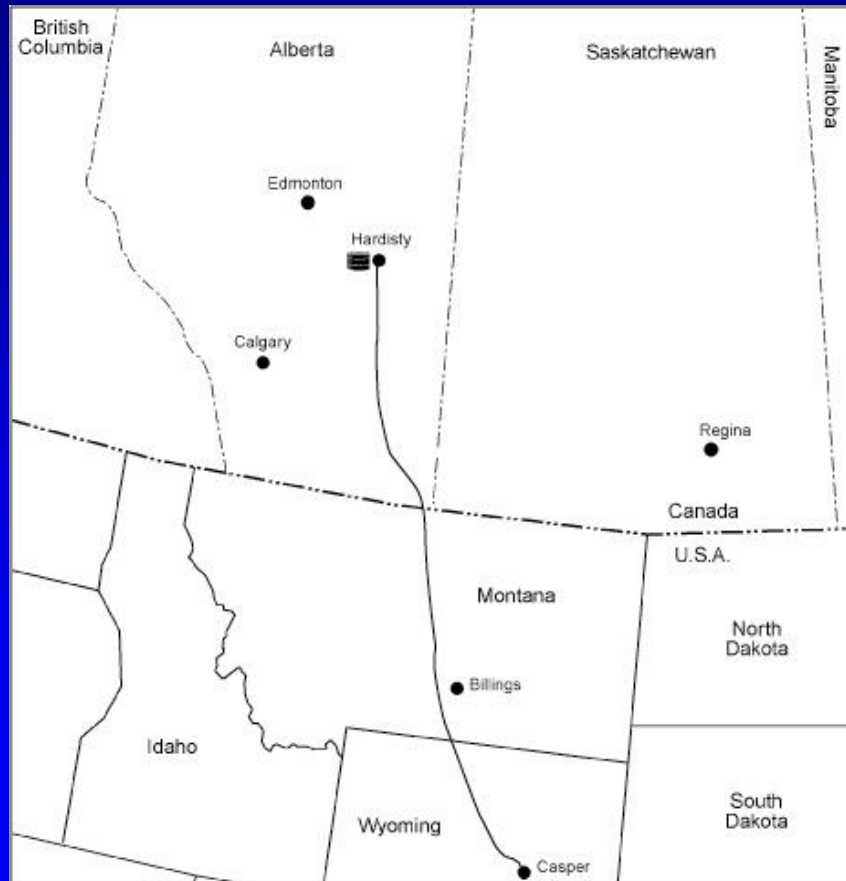 British
Columbia
Alberta
Saskatchewan
Manitoba
Edmonton
Hardisty
Calgary
Regina
Canada
U.S.A.
Montana
North
Dakota
Billings
Idaho
South
Dakota
Wyoming
Casper